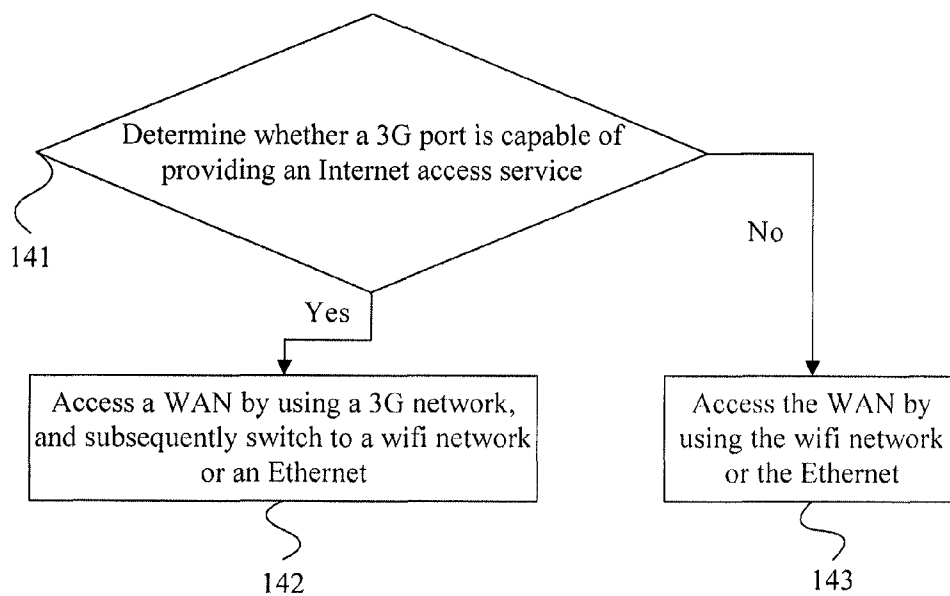 Determine whether a 3G port is capable of
providing an Internet access service
141
No
Yes
Access a WAN by using a 3G network,
and subsequently switch to a wifi network
or an Ethernet
Access the WAN by
using the wifi network
or the Ethernet
142
143